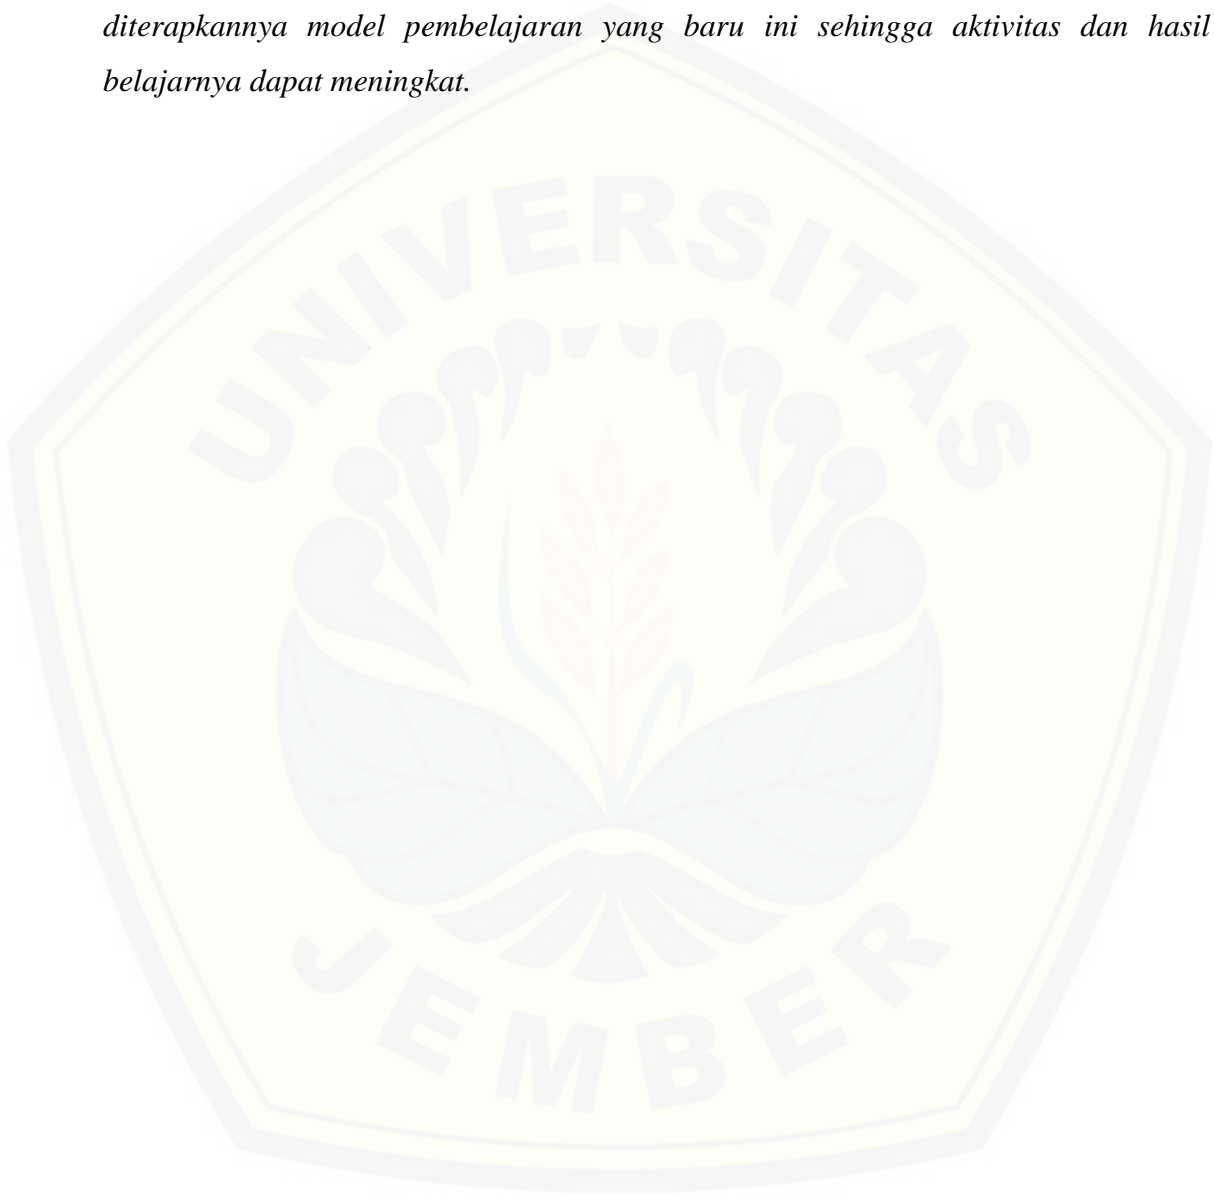 diterapkannya model pembelajaran yang baru ini sehingga aktivitas dan hasil
belajarnya dapat meningkat.
UNIVERSITAS
JEMBER